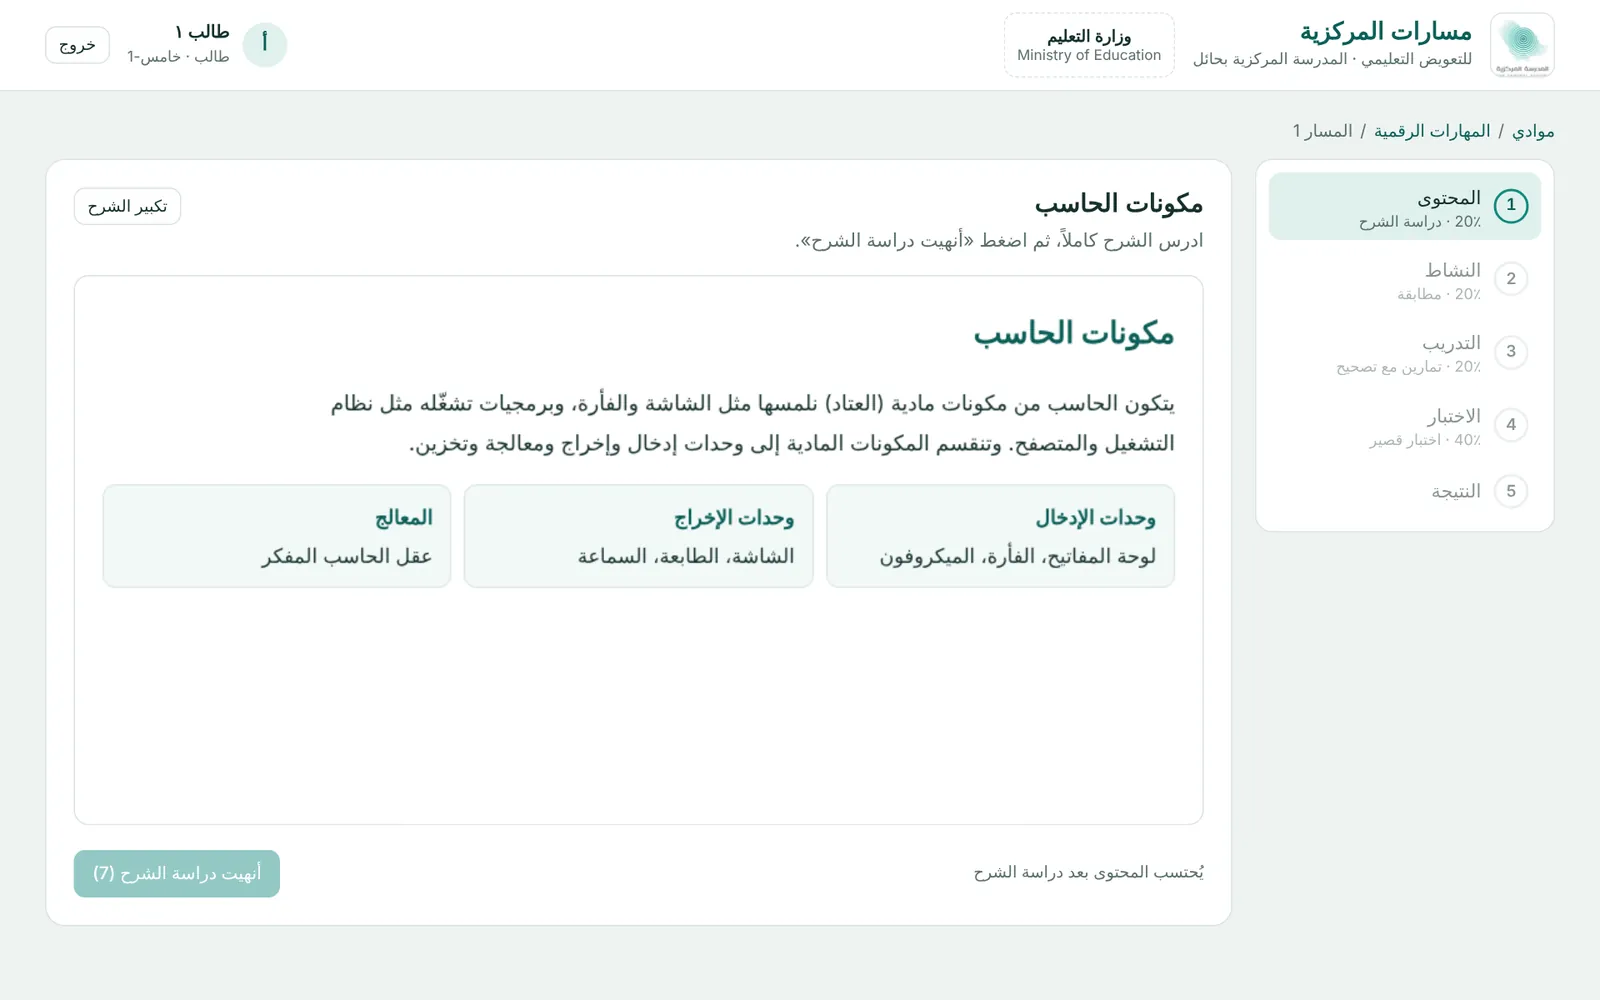 مسارات المركزية
للتعويض التعليمي · المدرسة المركزية بحائل
وزارة التعليم
Ministry of Education
أ
طالب ١
طالب · خامس-1
خروج
موادي / المهارات الرقمية / المسار 1
1
المحتوى
20٪ · دراسة الشرح
2
النشاط
20٪ · مطابقة
3
التدريب
20٪ · تمارين مع تصحيح
4
الاختبار
40٪ · اختبار قصير
5
النتيجة
مكونات الحاسب
ادرس الشرح كاملاً، ثم اضغط «أنهيت دراسة الشرح».
تكبير الشرح
مكونات الحاسب
يتكون الحاسب من مكونات مادية (العتاد) نلمسها مثل الشاشة والفأرة، وبرمجيات تشغّله مثل نظام
التشغيل والمتصفح. وتنقسم المكونات المادية إلى وحدات إدخال وإخراج ومعالجة وتخزين.
وحدات الإدخال
لوحة المفاتيح، الفأرة، الميكروفون
وحدات الإخراج
الشاشة، الطابعة، السماعة
المعالج
عقل الحاسب المفكر
يُحتسب المحتوى بعد دراسة الشرح
أنهيت دراسة الشرح (7)